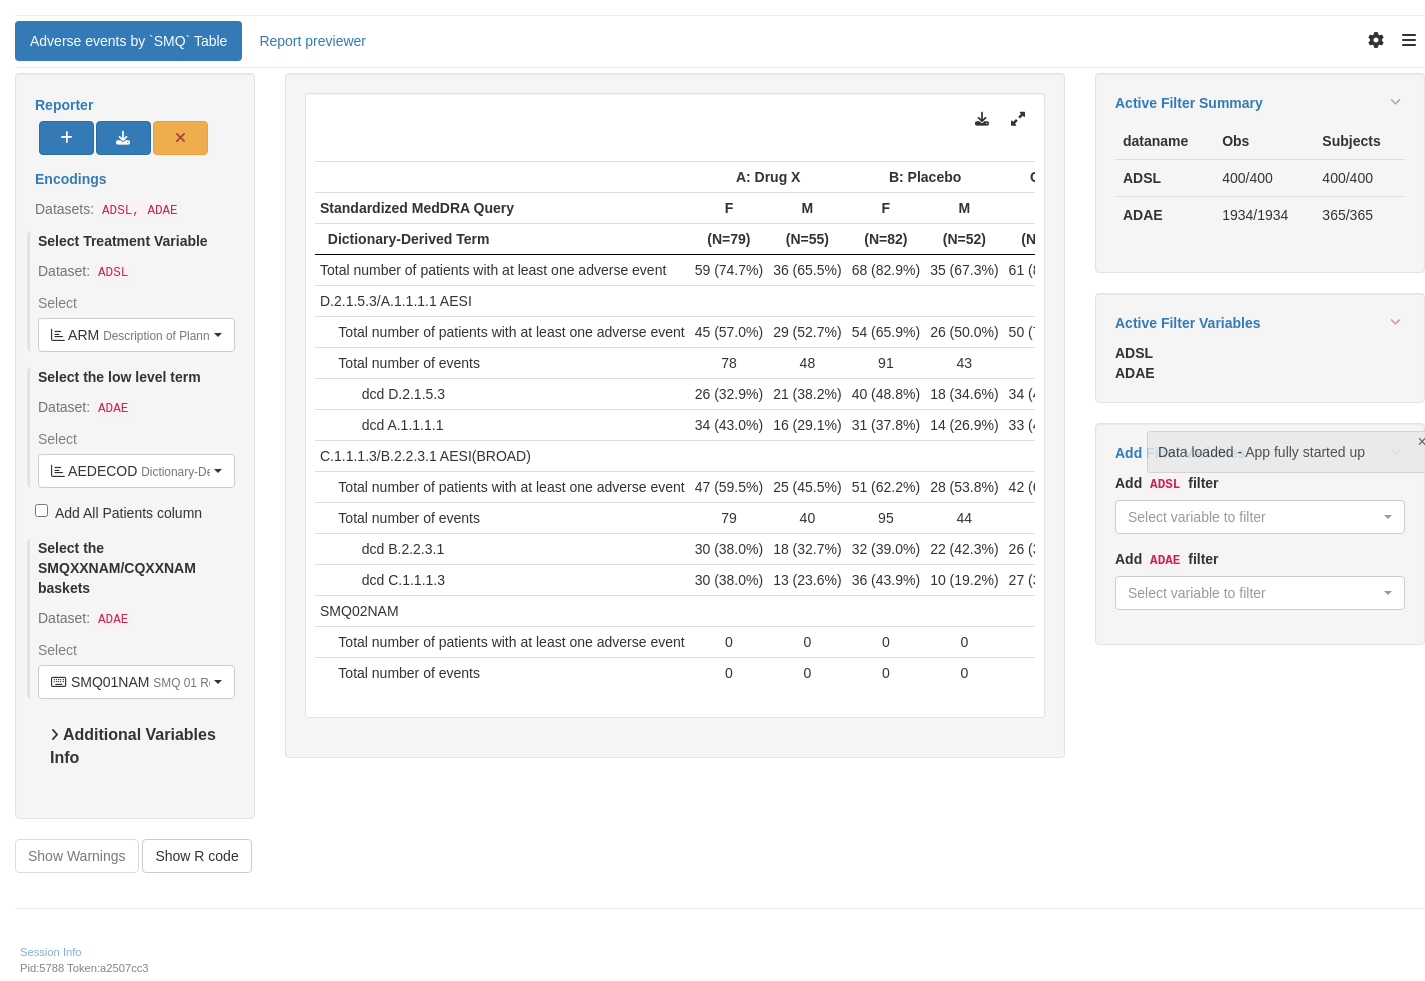 Adverse events by `SMQ` Table
Report previewer
Reporter
Encodings
Datasets: ADSL, ADAE
Select Treatment Variable
Dataset: ADSL
Select
ARM Description of Plann
Select the low level term
Dataset: ADAE
Select
AEDECOD Dictionary-De
Add All Patients column
Select the
SMQXXNAM/CQXXNAM
baskets
Dataset: ADAE
Select
SMQ01NAM SMQ 01 R
Additional Variables
Info
Show Warnings
Show R code
A: Drug X B: Placebo
Standardized MedDRA Query F M F M
Dictionary-Derived Term (N=79) (N=55) (N=82) (N=52) (N
Total number of patients with at least one adverse event 59 (74.7%) 36 (65.5%) 68 (82.9%) 35 (67.3%) 61 (
D.2.1.5.3/A.1.1.1.1 AESI
Total number of patients with at least one adverse event 45 (57.0%) 29 (52.7%) 54 (65.9%) 26 (50.0%) 50 (
Total number of events 78 48 91 43
dcd D.2.1.5.3 26 (32.9%) 21 (38.2%) 40 (48.8%) 18 (34.6%) 34 (
dcd A.1.1.1.1 34 (43.0%) 16 (29.1%) 31 (37.8%) 14 (26.9%) 33 (
C.1.1.1.3/B.2.2.3.1 AESI(BROAD)
Total number of patients with at least one adverse event 47 (59.5%) 25 (45.5%) 51 (62.2%) 28 (53.8%) 42 (
Total number of events 79 40 95 44
dcd B.2.2.3.1 30 (38.0%) 18 (32.7%) 32 (39.0%) 22 (42.3%) 26 (
dcd C.1.1.1.3 30 (38.0%) 13 (23.6%) 36 (43.9%) 10 (19.2%) 27 (
SMQ02NAM
Total number of patients with at least one adverse event 0 0 0 0
Total number of events 0 0 0 0
Active Filter Summary
dataname Obs Subjects
ADSL 400/400 400/400
ADAE 1934/1934 365/365
Active Filter Variables
ADSL
ADAE
Add
Data loaded - App fully started up
×
Add ADSL filter
Select variable to filter
Add ADAE filter
Select variable to filter
Session Info
Pid:5788 Token:a2507cc3